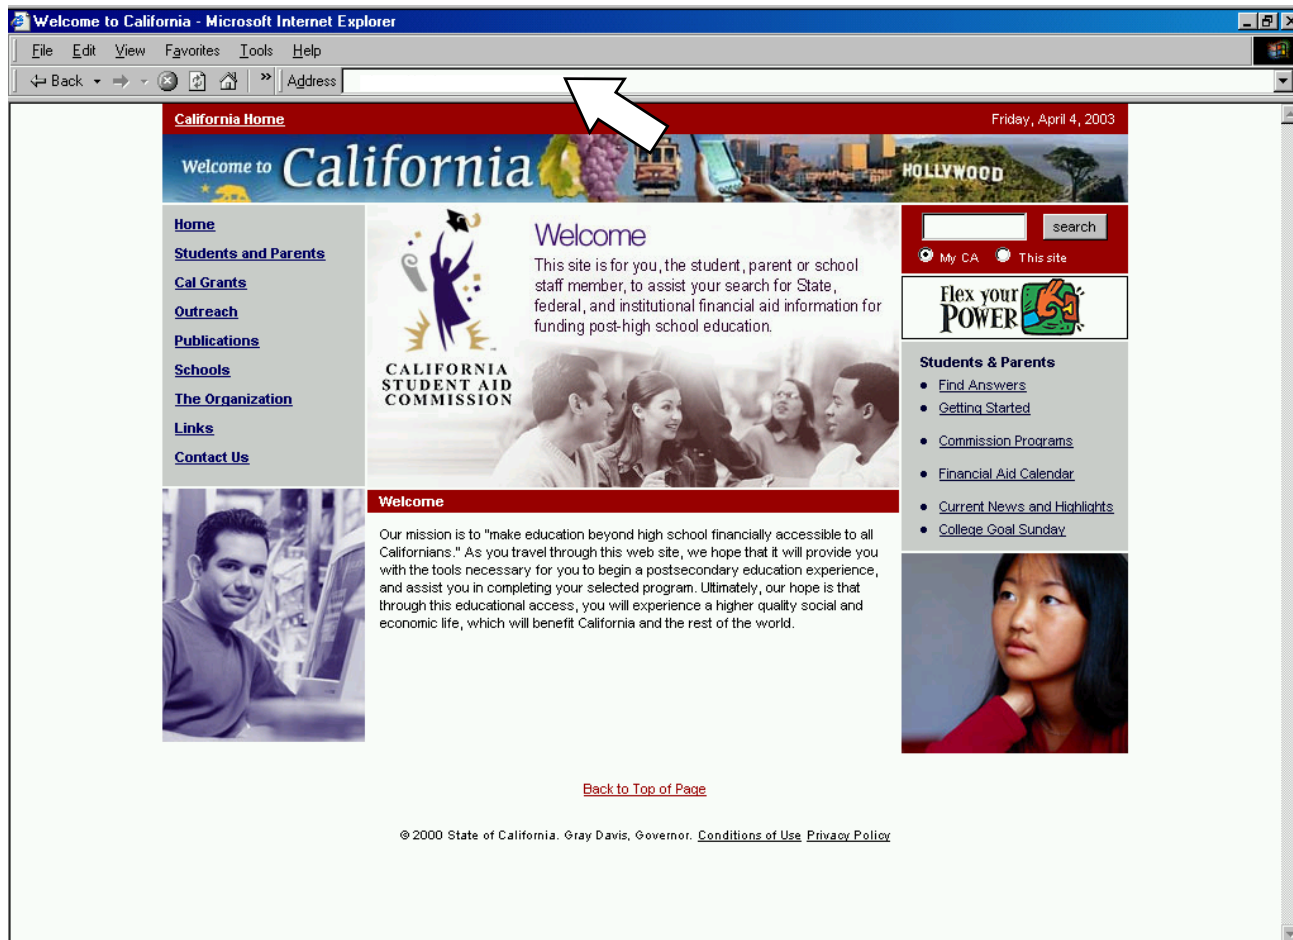 Welcome to California - Microsoft Internet Explorer
File Edit View Favorites Tools Help
Back » Address
California Home Friday, April 4, 2003
Welcome to California
HOLLYWOOD
Home
Students and Parents
Cal Grants
Outreach
Publications
Schools
The Organization
Links
Contact Us
CALIFORNIA
STUDENT AID
COMMISSION
™
Welcome
This site is for you, the student, parent or school
staff member, to assist your search for State,
federal, and institutional financial aid information for
funding post-high school education.
search
My CA This site
Flex your
POWER
Students & Parents
• Find Answers
• Getting Started
• Commission Programs
• Financial Aid Calendar
• Current News and Highlights
• College Goal Sunday
Welcome
Our mission is to "make education beyond high school financially accessible to all
Californians." As you travel through this web site, we hope that it will provide you
with the tools necessary for you to begin a postsecondary education experience,
and assist you in completing your selected program. Ultimately, our hope is that
through this educational access, you will experience a higher quality social and
economic life, which will benefit California and the rest of the world.
Back to Top of Page
© 2000 State of California. Gray Davis, Governor. Conditions of Use Privacy Policy